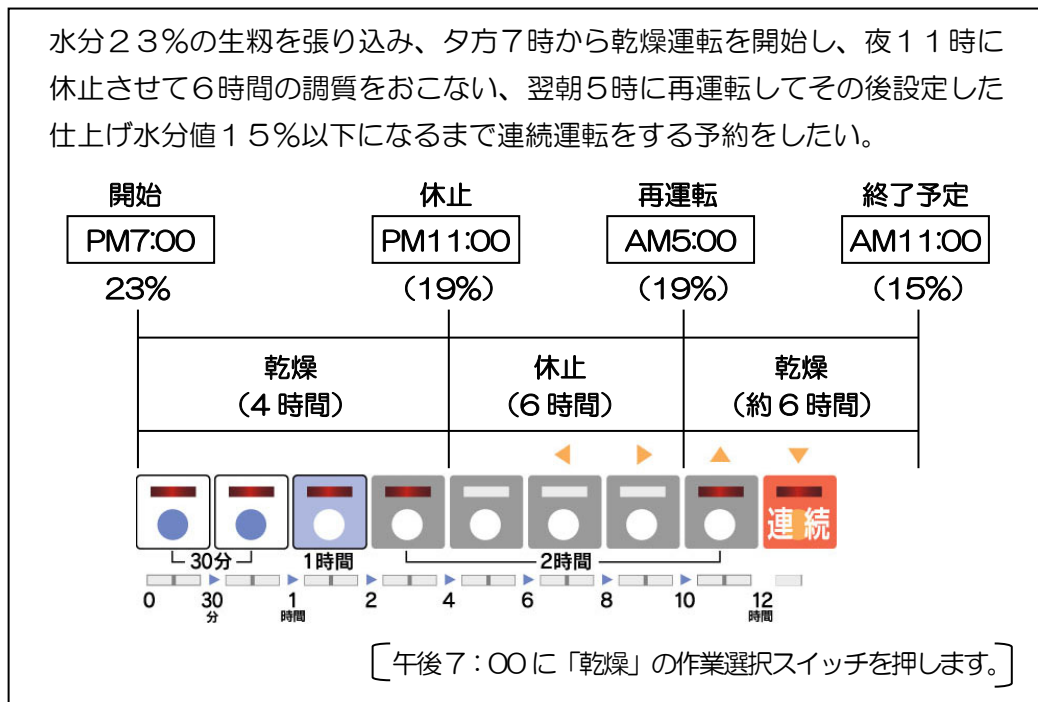 水分２３％の生籾を張り込み、夕方７時から乾燥運転を開始し、夜１１時に
休止させて６時間の調質をおこない、翌朝５時に再運転してその後設定した
仕上げ水分値１５％以下になるまで連続運転をする予約をしたい。
開始 休止 再運転 終了予定
PM7:00 PM11:00 AM5:00 AM11:00
23% （19%） （19%） （15%）
乾燥 休止 乾燥
（4 時間） （6 時間） （約 6 時間）
連続
30分 1時間 2時間
0 30 1 2 4 6 8 10 12
分 時間 時間
午後７：００に「乾燥」の作業選択スイッチを押します。